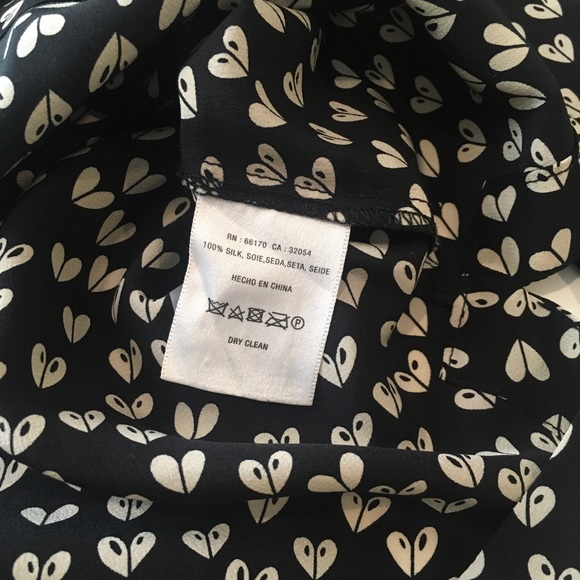 RN : 66170 CA : 32054
100% SILK, SOIE,SEDA,SETA, SEIDE
HECHO EN CHINA
P
DRY CLEAN